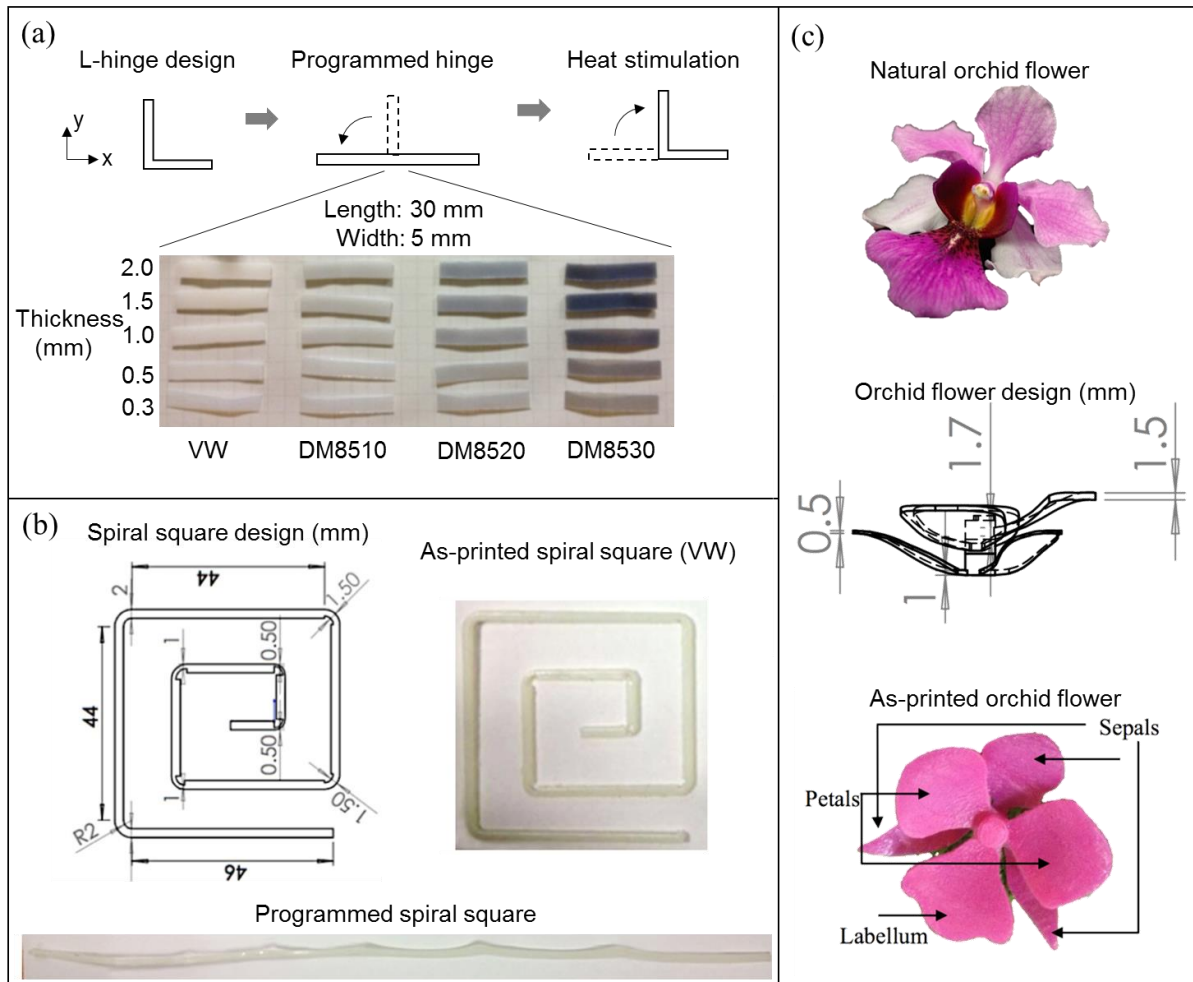 (a)
L-hinge design
Programmed hinge
Heat stimulation
y
x
Length: 30 mm
Width: 5 mm
Thickness
(mm)
2.0
1.5
1.0
0.5
0.3
VW
DM8510
DM8520
DM8530
(b)
Spiral square design (mm)
As-printed spiral square (VW)
44
2
1.50
1
0.50
44
0.50
1
1.50
R2
46
Programmed spiral square
(c)
Natural orchid flower
Orchid flower design (mm)
1.7
1.5
0.5
1
As-printed orchid flower
Sepals
Petals
Labellum